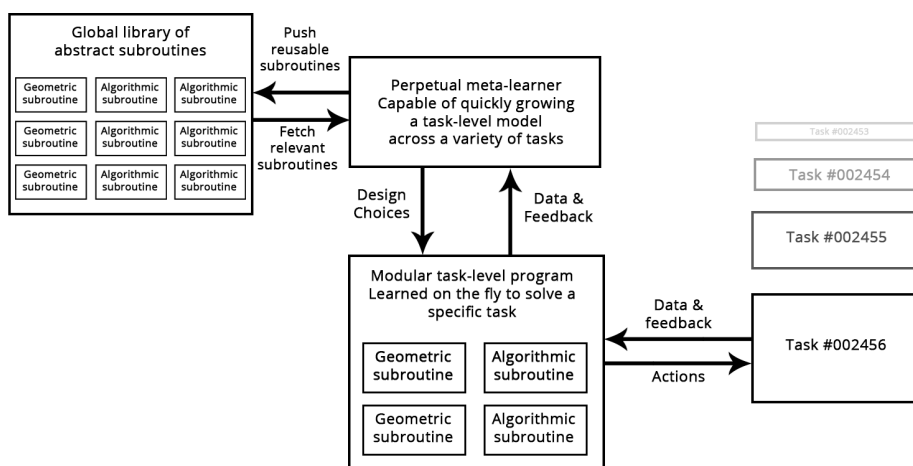 Global library of
abstract subroutines
Geometric
subroutine
Algorithmic
subroutine
Algorithmic
subroutine
Geometric
subroutine
Algorithmic
subroutine
Algorithmic
subroutine
Geometric
subroutine
Algorithmic
subroutine
Algorithmic
subroutine
Push
reusable
subroutines
Fetch
relevant
subroutines
Perpetual meta-learner
Capable of quickly growing
a task-level model
across a variety of tasks
Design
Choices
Data &
Feedback
Modular task-level program
Learned on the fly to solve a
specific task
Geometric
subroutine
Algorithmic
subroutine
Geometric
subroutine
Algorithmic
subroutine
Data &
feedback
Actions
Task #002453
Task #002454
Task #002455
Task #002456